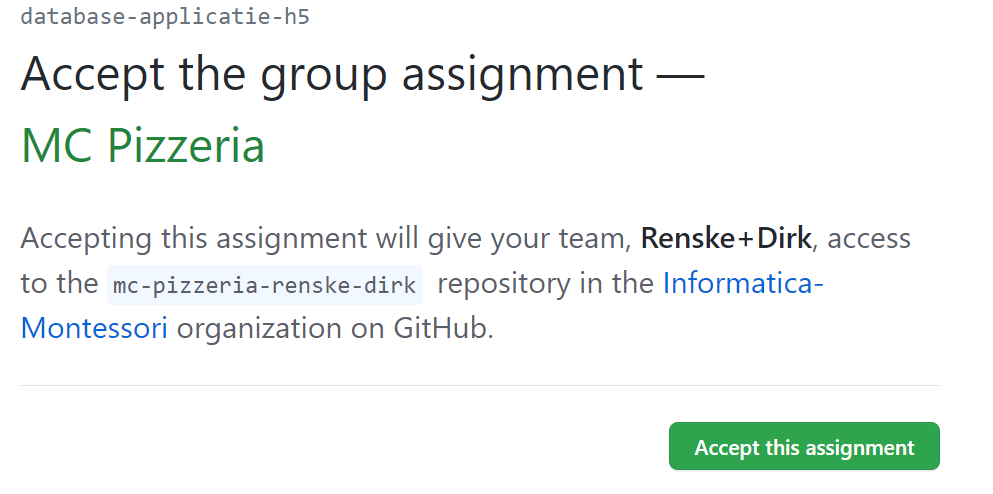 database-applicatie-h5
Accept the group assignment —
MC Pizzeria
Accepting this assignment will give your team, Renske+Dirk, access
to the mc-pizzeria-renske-dirk repository in the Informatica-
Montessori organization on GitHub.
Accept this assignment